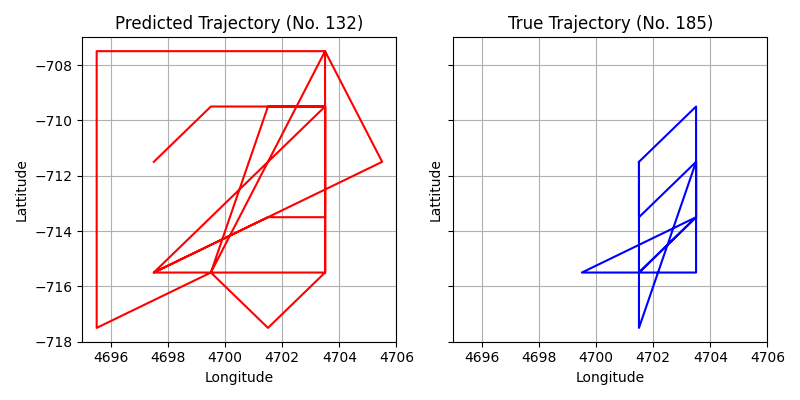 Predicted Trajectory (No. 132)
True Trajectory (No. 185)
−708
−710
−712
−714
−716
−718
Lattitude
Lattitude
4696 4698 4700 4702 4704 4706
4696 4698 4700 4702 4704 4706
Longitude
Longitude